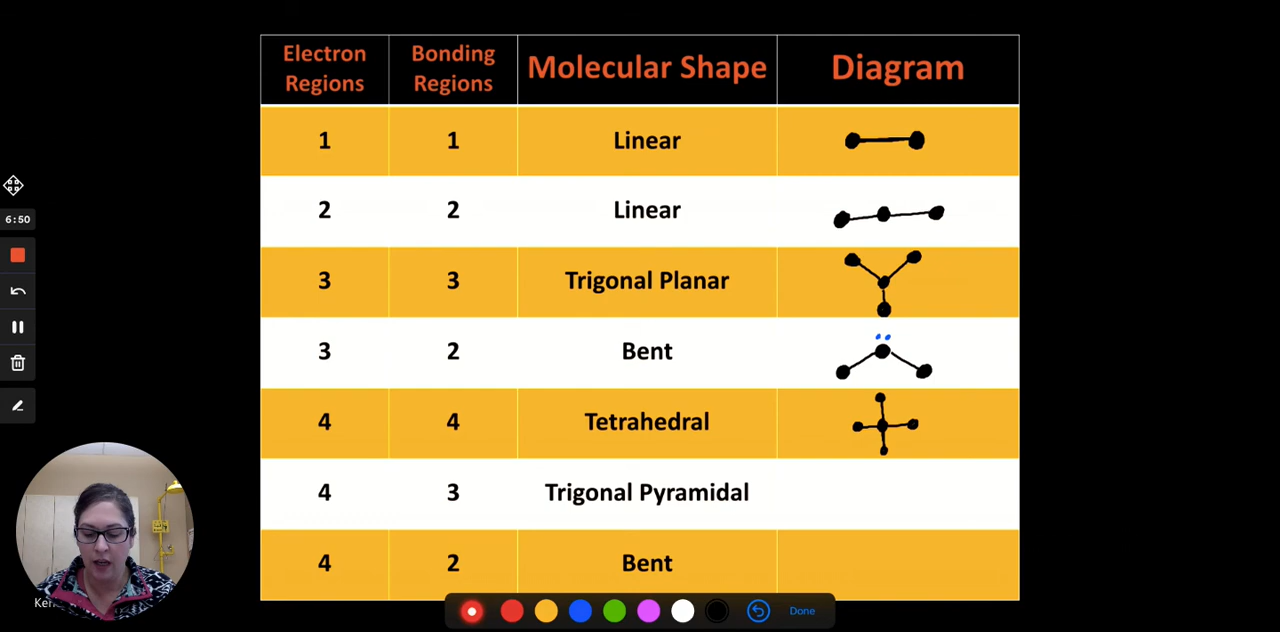 Electron Regions
Bonding Regions
Molecular Shape
Diagram
1
1
Linear
2
2
Linear
3
3
Trigonal Planar
3
2
Bent
4
4
Tetrahedral
4
3
Trigonal Pyramidal
4
2
Bent
6:50
Done